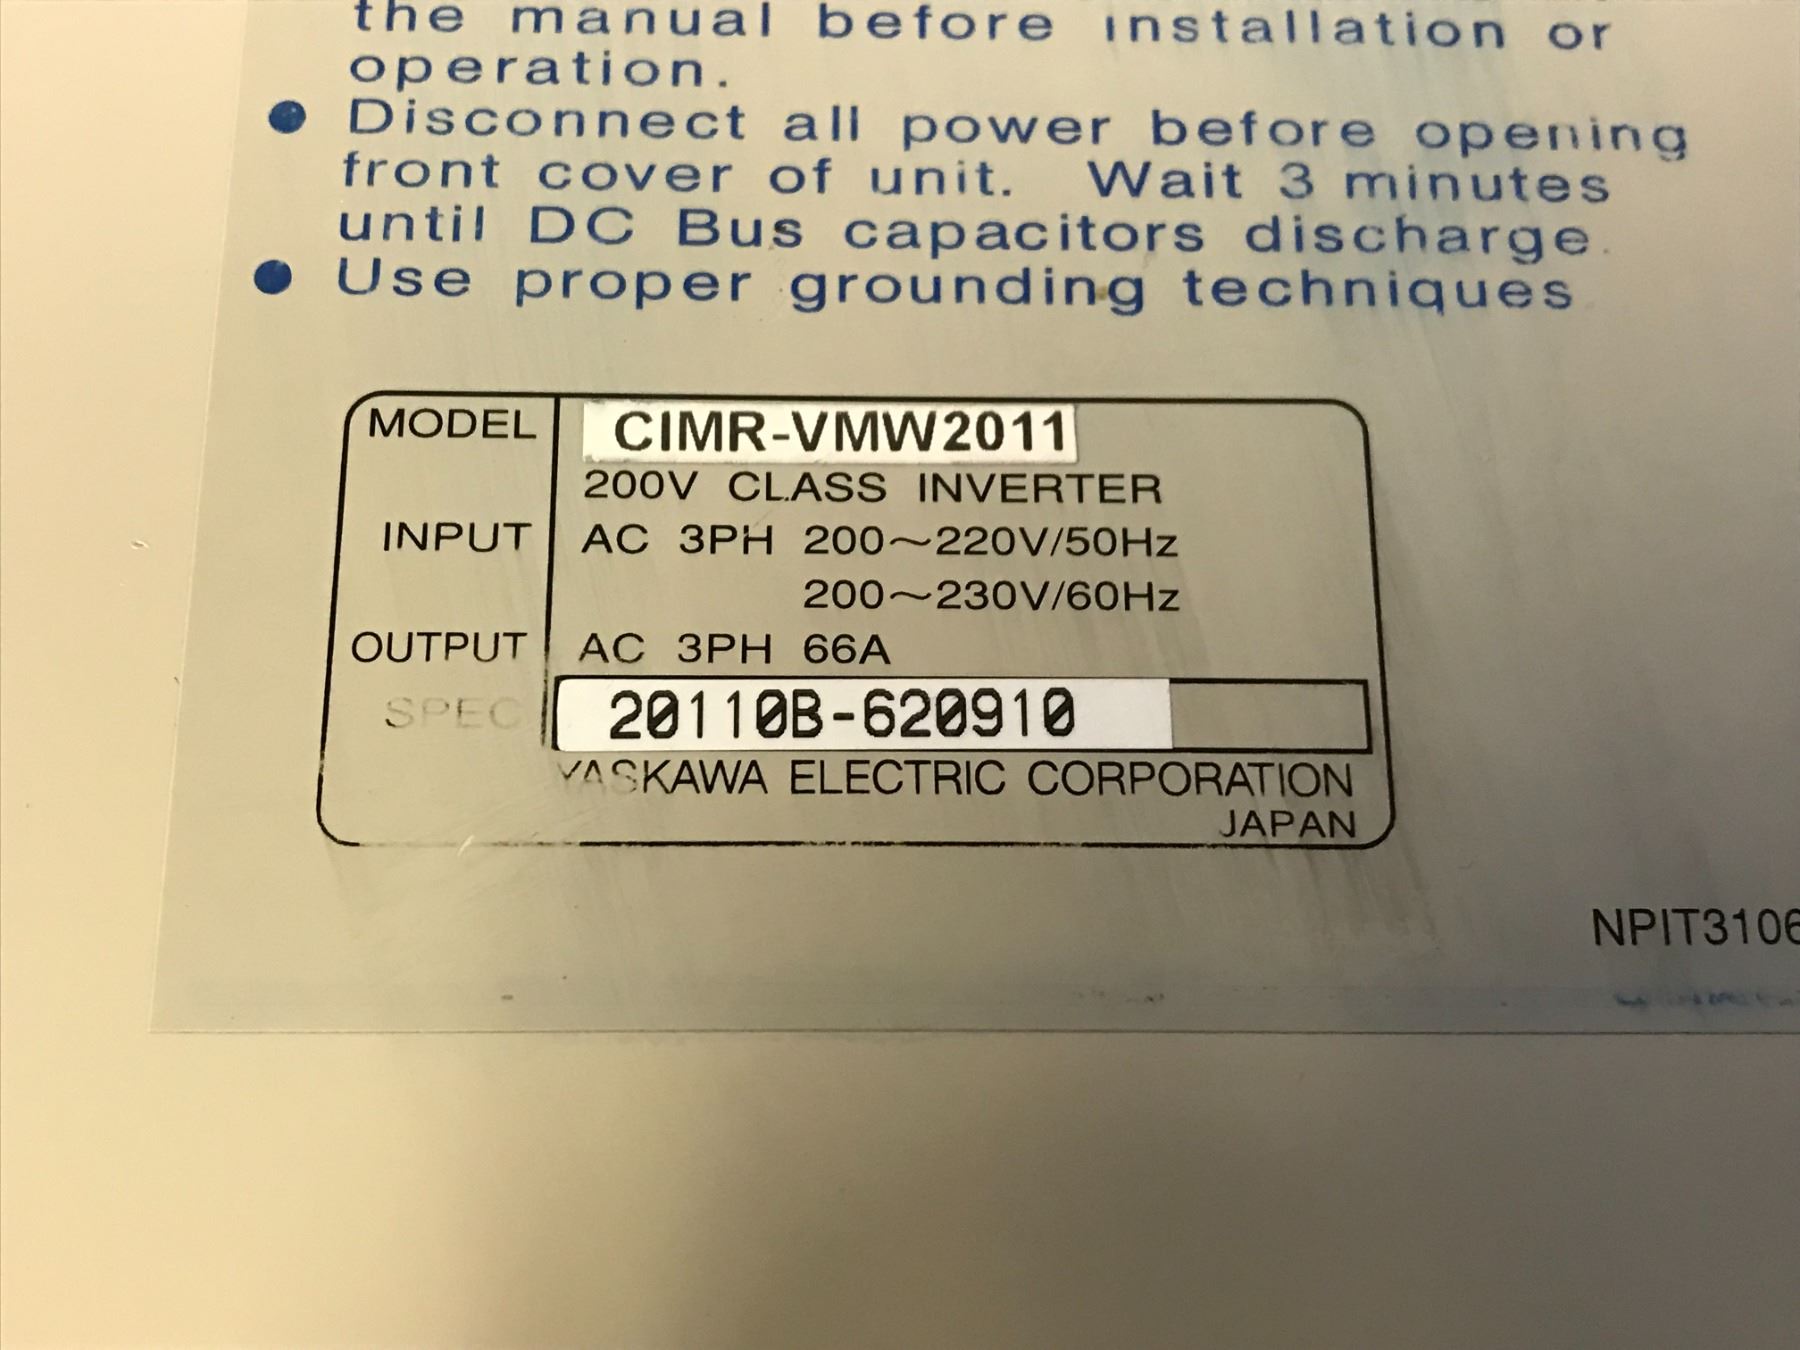 the manual before installation or
operation.
● Disconnect all power before opening
front cover of unit. Wait 3 minutes
until DC Bus capacitors discharge.
● Use proper grounding techniques
MODEL CIMR-VMW2011
200V CLASS INVERTER
INPUT AC 3PH 200~220V/50Hz
200~230V/60Hz
OUTPUT AC 3PH 66A
SPEC 20110B-620910
YASKAWA ELECTRIC CORPORATION
JAPAN
NPIT3106